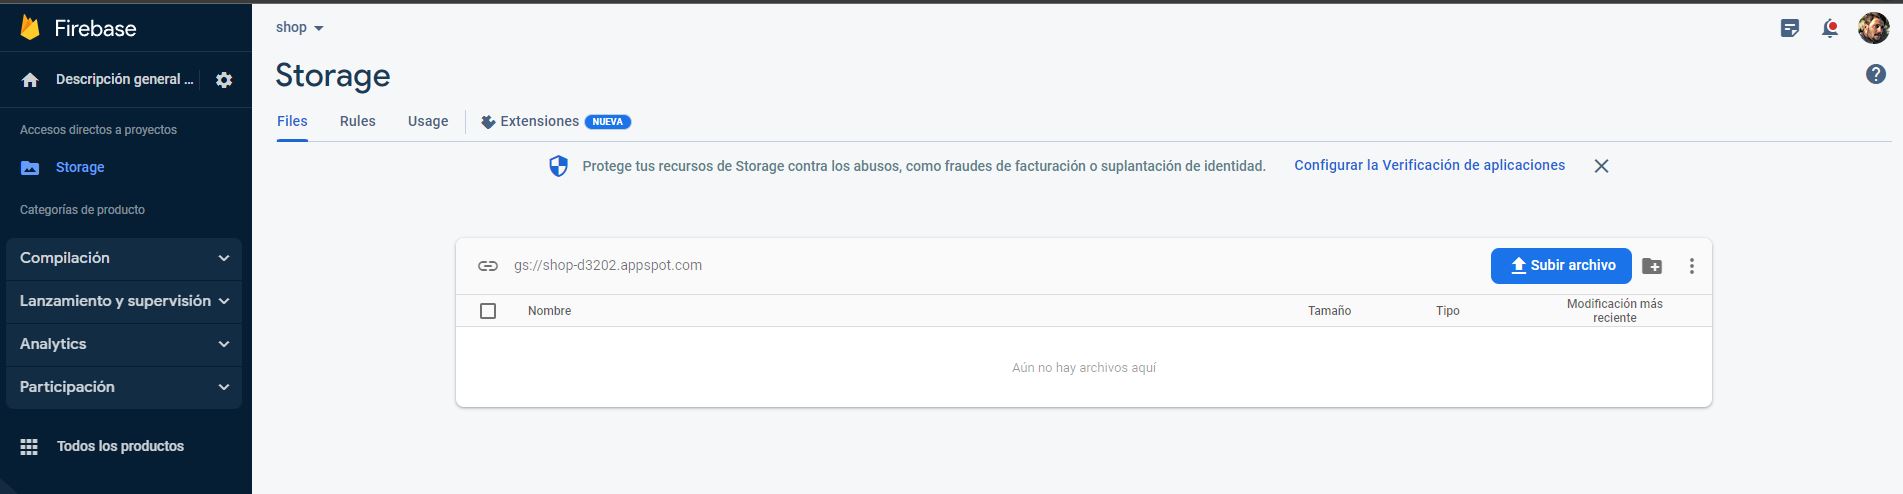 Firebase
Descripción general ...
Accesos directos a proyectos
Storage
Categorías de producto
Compilación
Lanzamiento y supervisión
Analytics
Participación
Todos los productos
shop
Storage
Files Rules Usage Extensiones NUEVA
Protege tus recursos de Storage contra los abusos, como fraudes de facturación o suplantación de identidad. Configurar la Verificación de aplicaciones
gs://shop-d3202.appspot.com Subir archivo
Nombre Tamaño Tipo Modificación más
reciente
Aún no hay archivos aquí